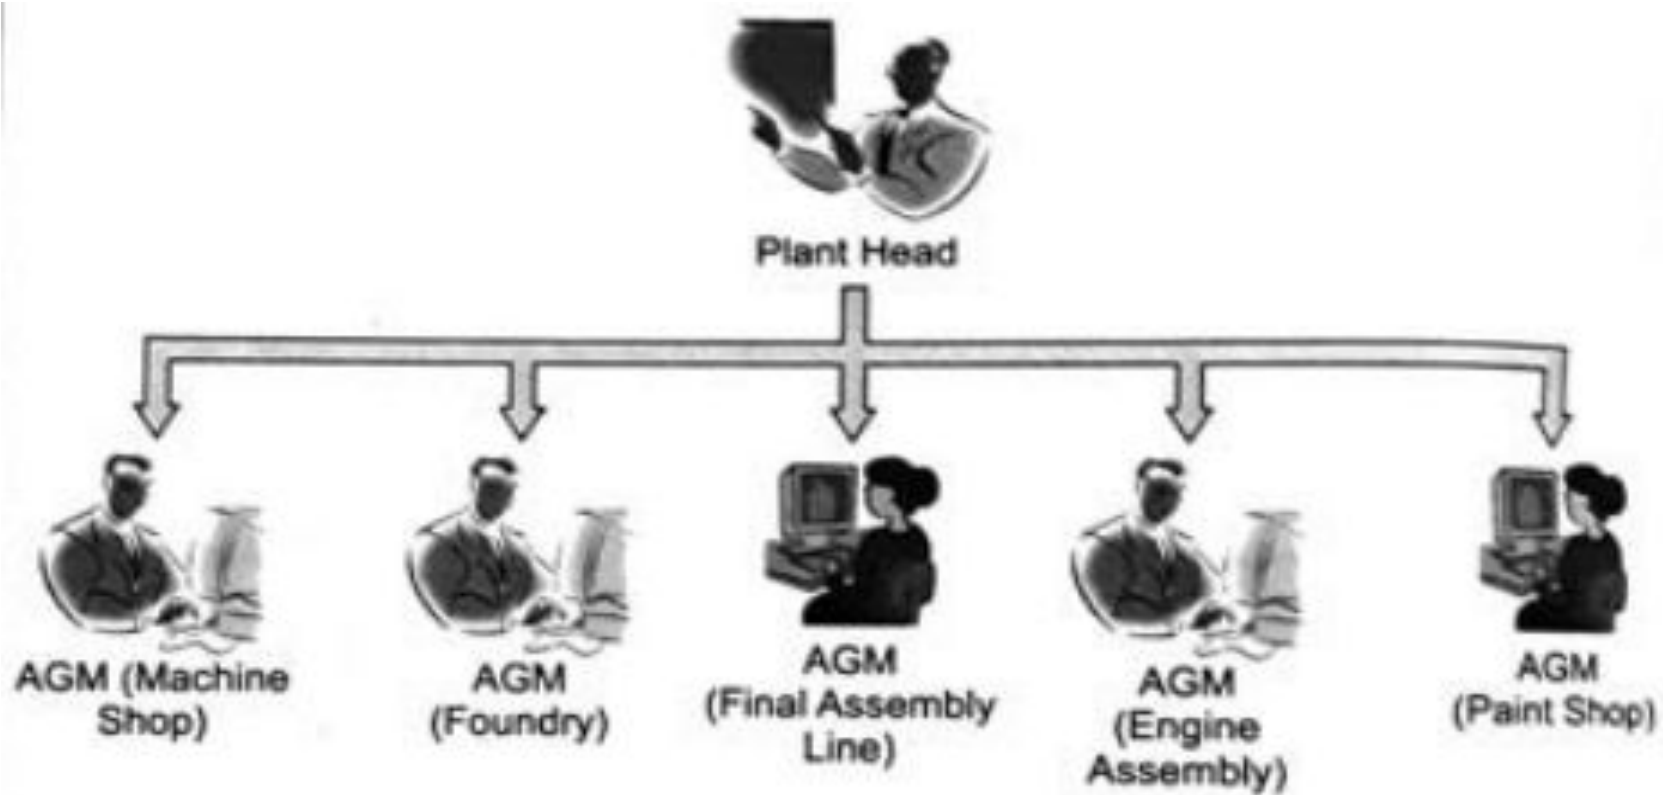 Plant Head
AGM (Machine
Shop)
AGM
(Foundry)
AGM
(Final Assembly
Line)
AGM
(Engine
Assembly)
AGM
(Paint Shop)